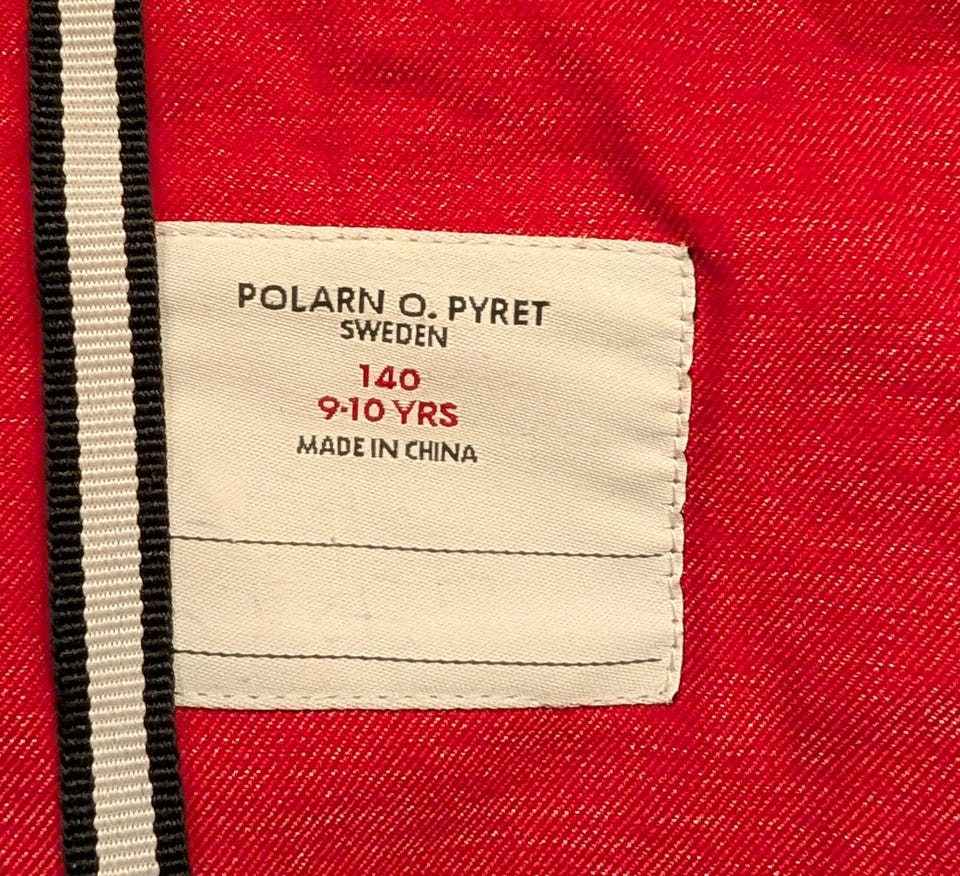 POLARN O. PYRET
SWEDEN
140
9-10 YRS
MADE IN CHINA